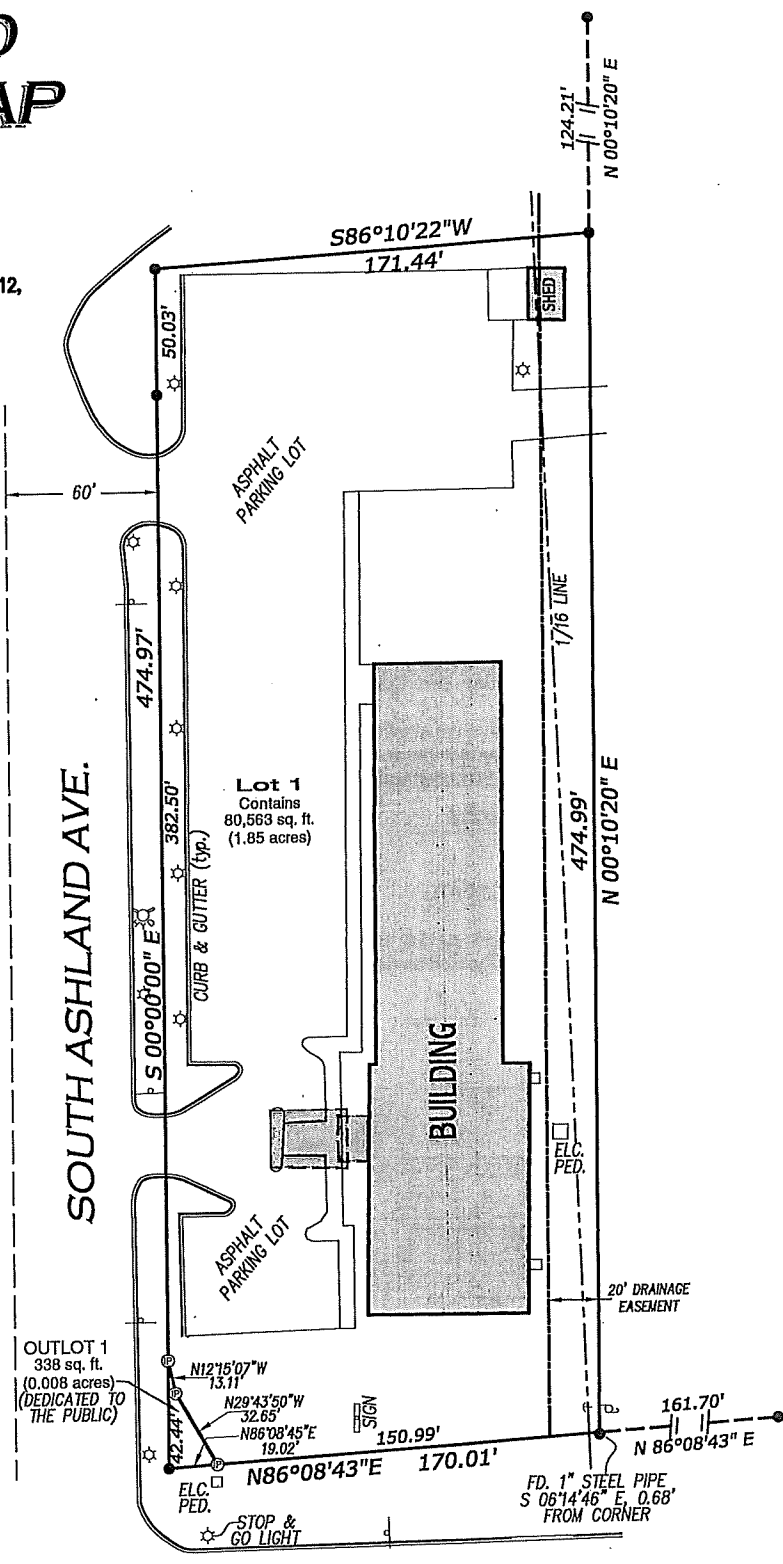 AP
12,
124.21'
N 00°10'20" E
S86°10'22"W
171.44'
SHED
50.03'
ASPHALT
PARKING LOT
60'
1/16 LINE
474.97'
382.50'
Lot 1
Contains
80,563 sq. ft.
(1.85 acres)
474.99'
N 00°10'20" E
SOUTH ASHLAND AVE.
S 00°00'00" E
CURB & GUTTER (typ.)
BUILDING
ELC.
PED.
ASPHALT
PARKING LOT
20' DRAINAGE
EASEMENT
OUTLOT 1
338 sq. ft.
(0.008 acres)
(DEDICATED TO
THE PUBLIC)
IP
N12°15'07"W
13.11'
IP
N29°43'50"W
32.65'
N86°08'45"E
19.02'
42.44'
SIGN
150.99'
161.70'
N 86°08'43" E
IP
N86°08'43"E 170.01'
ELC.
PED.
FD. 1" STEEL PIPE
S 06°14'46" E, 0.68'
FROM CORNER
STOP &
GO LIGHT